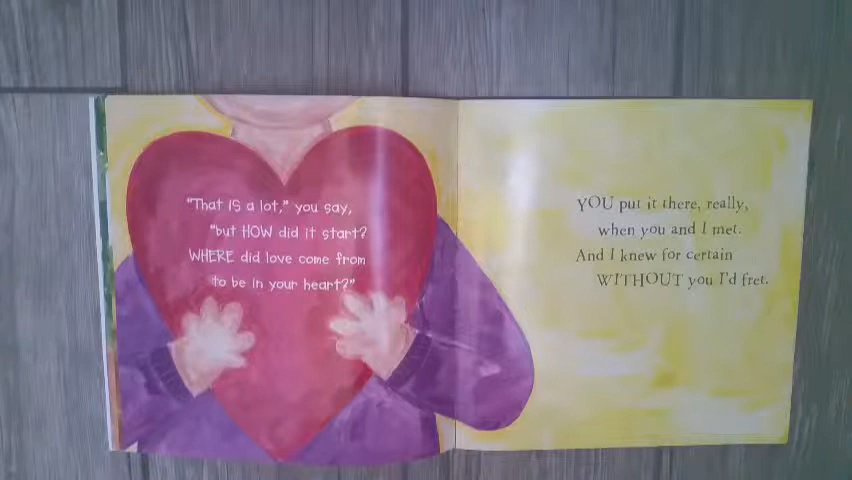 "That IS a lot," you say,
"but HOW did it start?
WHERE did love come from
to be in your heart?"
YOU put it there, really,
when you and I met.
And I knew for certain
WITHOUT you I'd fret.